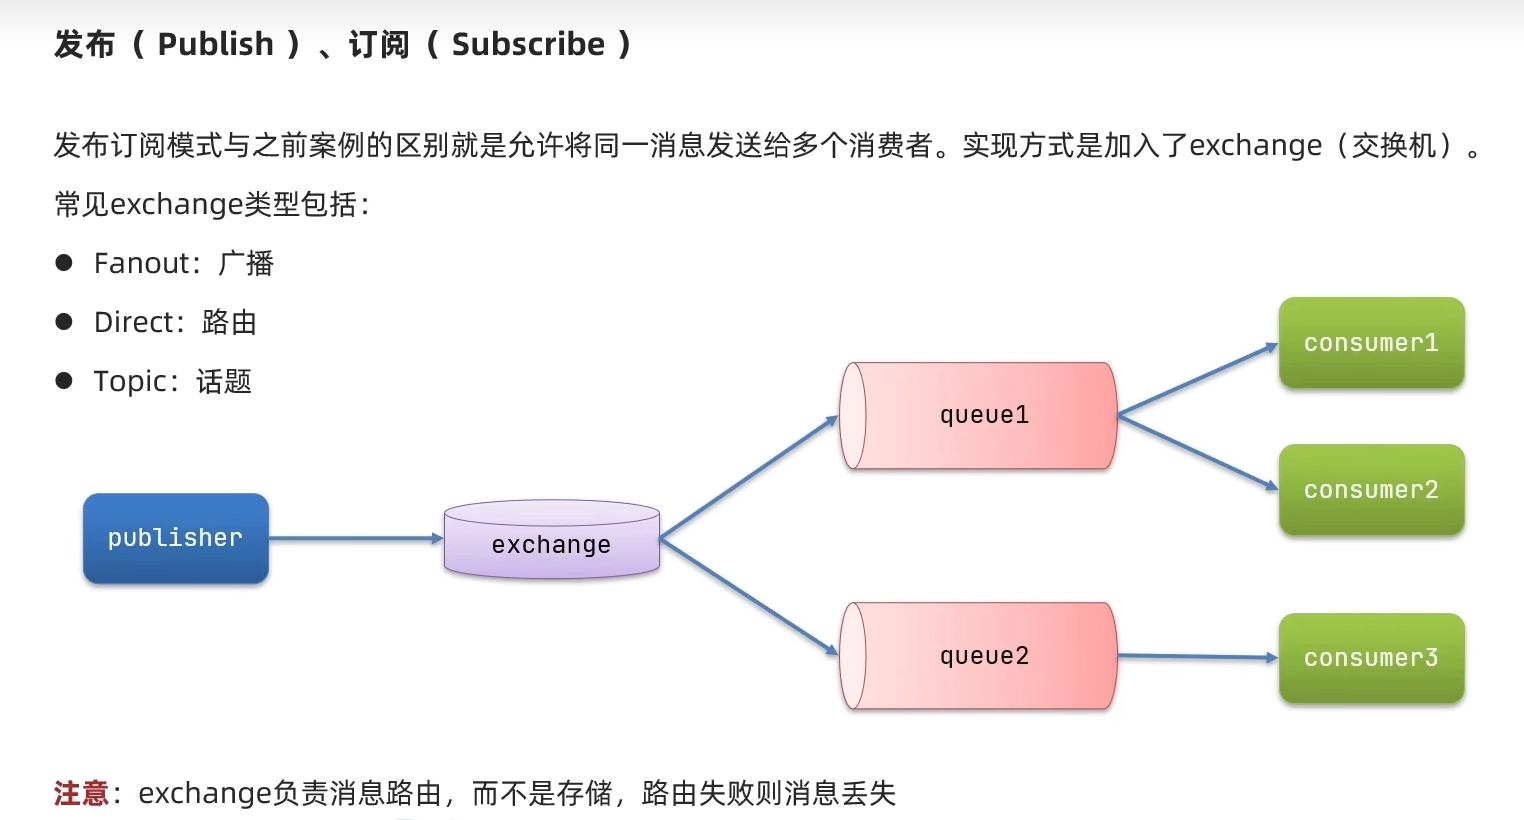 发布（ Publish ）、订阅（ Subscribe ）
发布订阅模式与之前案例的区别就是允许将同一消息发送给多个消费者。实现方式是加入了exchange（交换机）。
常见exchange类型包括：
● Fanout：广播
● Direct：路由
● Topic：话题
publisher
exchange
queue1
queue2
consumer1
consumer2
consumer3
注意：exchange负责消息路由，而不是存储，路由失败则消息丢失